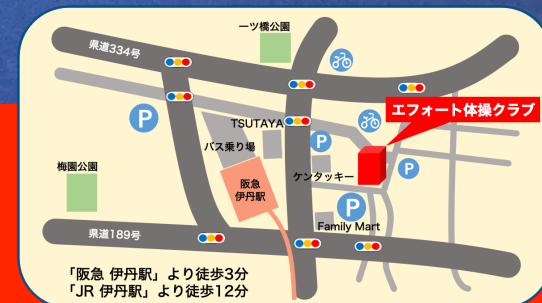 一ツ橋公園
県道334号
エフォート体操クラブ
P
TSUTAYA
バス乗り場
P
ケンタッキー
P
梅園公園
阪急
伊丹駅
P
Family Mart
県道189号
「阪急 伊丹駅」より徒歩3分
「JR 伊丹駅」より徒歩12分